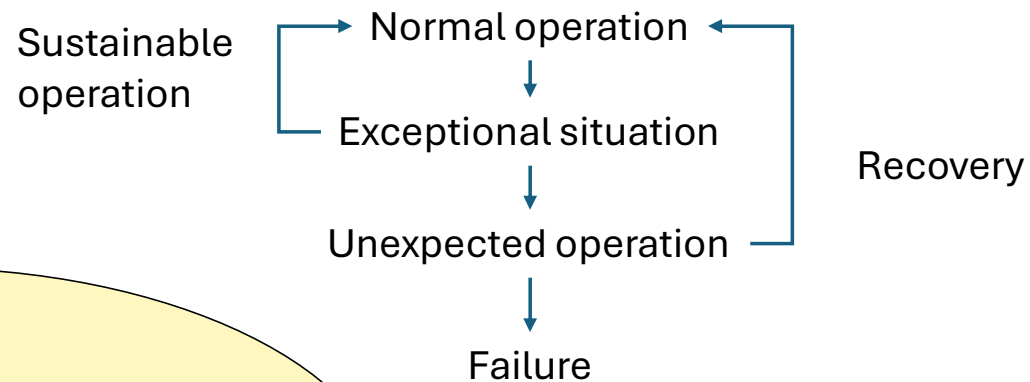 Sustainable
operation
Normal operation
Exceptional situation
Recovery
Unexpected operation
Failure